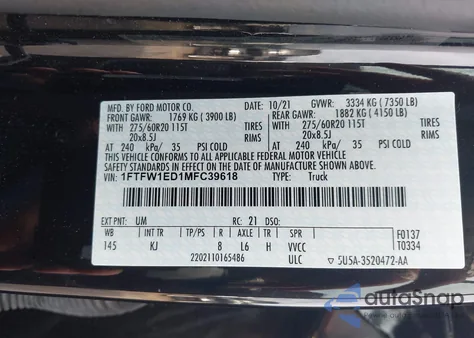 MFD. BY FORD MOTOR CO. 10/21 GVWR: 3334 KG ( 7350 LB)
FRONT GAWR: 1769 KG ( 3900 LB) REAR GAWR: 1882 KG ( 4150 LB)
WITH 275/60R20 115T TIRES WITH 275/60R20 115T TIRES
20x8.5J RIMS 20x8.5J RIMS
AT 240 kPa/ 35 PSI COLD AT 240 kPa/ 35 PSI COLD
THIS VEHICLE CONFORMS TO ALL APPLICABLE FEDERAL MOTOR VEHICLE
SAFETY STANDARDS IN EFFECT ON THE DATE OF MANUFACTURE SHOWN ABOVE.
VIN: 1FTFW1ED1MFC39618 TYPE: Truck
EXT PNT: UM RC: 21 DSO: F0137
WB BRK INT TR TP/PS R AXLE TR SPR T0334
145 KJ 8 L6 H VVCC
2202110165486 ULC ▽ 5U5A-3520472-AA
autoSnap